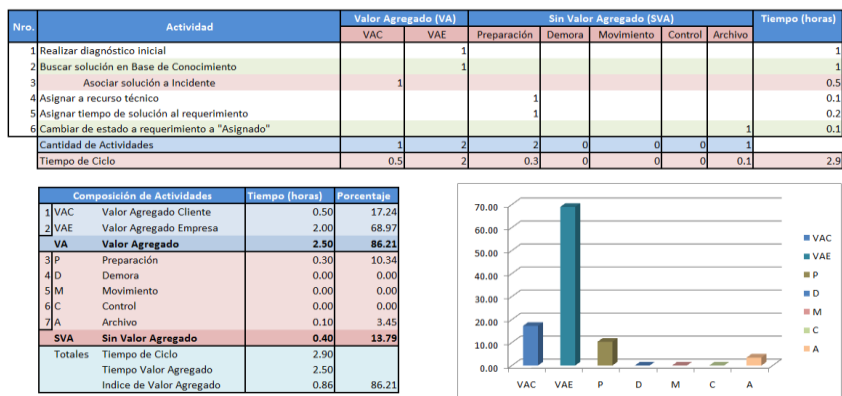 Nro. Actividad Valor Agregado (VA) Sin Valor Agregado (SVA) Tiempo (horas)
VAC VAE Preparación Demora Movimiento Control Archivo
1 Realizar diagnóstico inicial 1 1
2 Buscar solución en Base de Conocimiento 1 1
3 Asociar solución a Incidente 1 0.5
4 Asignar a recurso técnico 1 0.1
5 Asignar tiempo de solución al requerimiento 1 0.2
6 Cambiar de estado a requerimiento a "Asignado" 1 0.1
Cantidad de Actividades 1 2 2 0 0 0 1
Tiempo de Ciclo 0.5 2 0.3 0 0 0 0.1 2.9
Composición de Actividades Tiempo (horas) Porcentaje
1 VAC Valor Agregado Cliente 0.50 17.24
2 VAE Valor Agregado Empresa 2.00 68.97
VA Valor Agregado 2.50 86.21
3 P Preparación 0.30 10.34
4 D Demora 0.00 0.00
5 M Movimiento 0.00 0.00
6 C Control 0.00 0.00
7 A Archivo 0.10 3.45
SVA Sin Valor Agregado 0.40 13.79
Totales Tiempo de Ciclo 2.90
Tiempo Valor Agregado 2.50
Indice de Valor Agregado 0.86 86.21
70.00
60.00
50.00
40.00
30.00
20.00
10.00
0.00
VAC VAE P D M C A
VAC
VAE
P
D
M
C
A